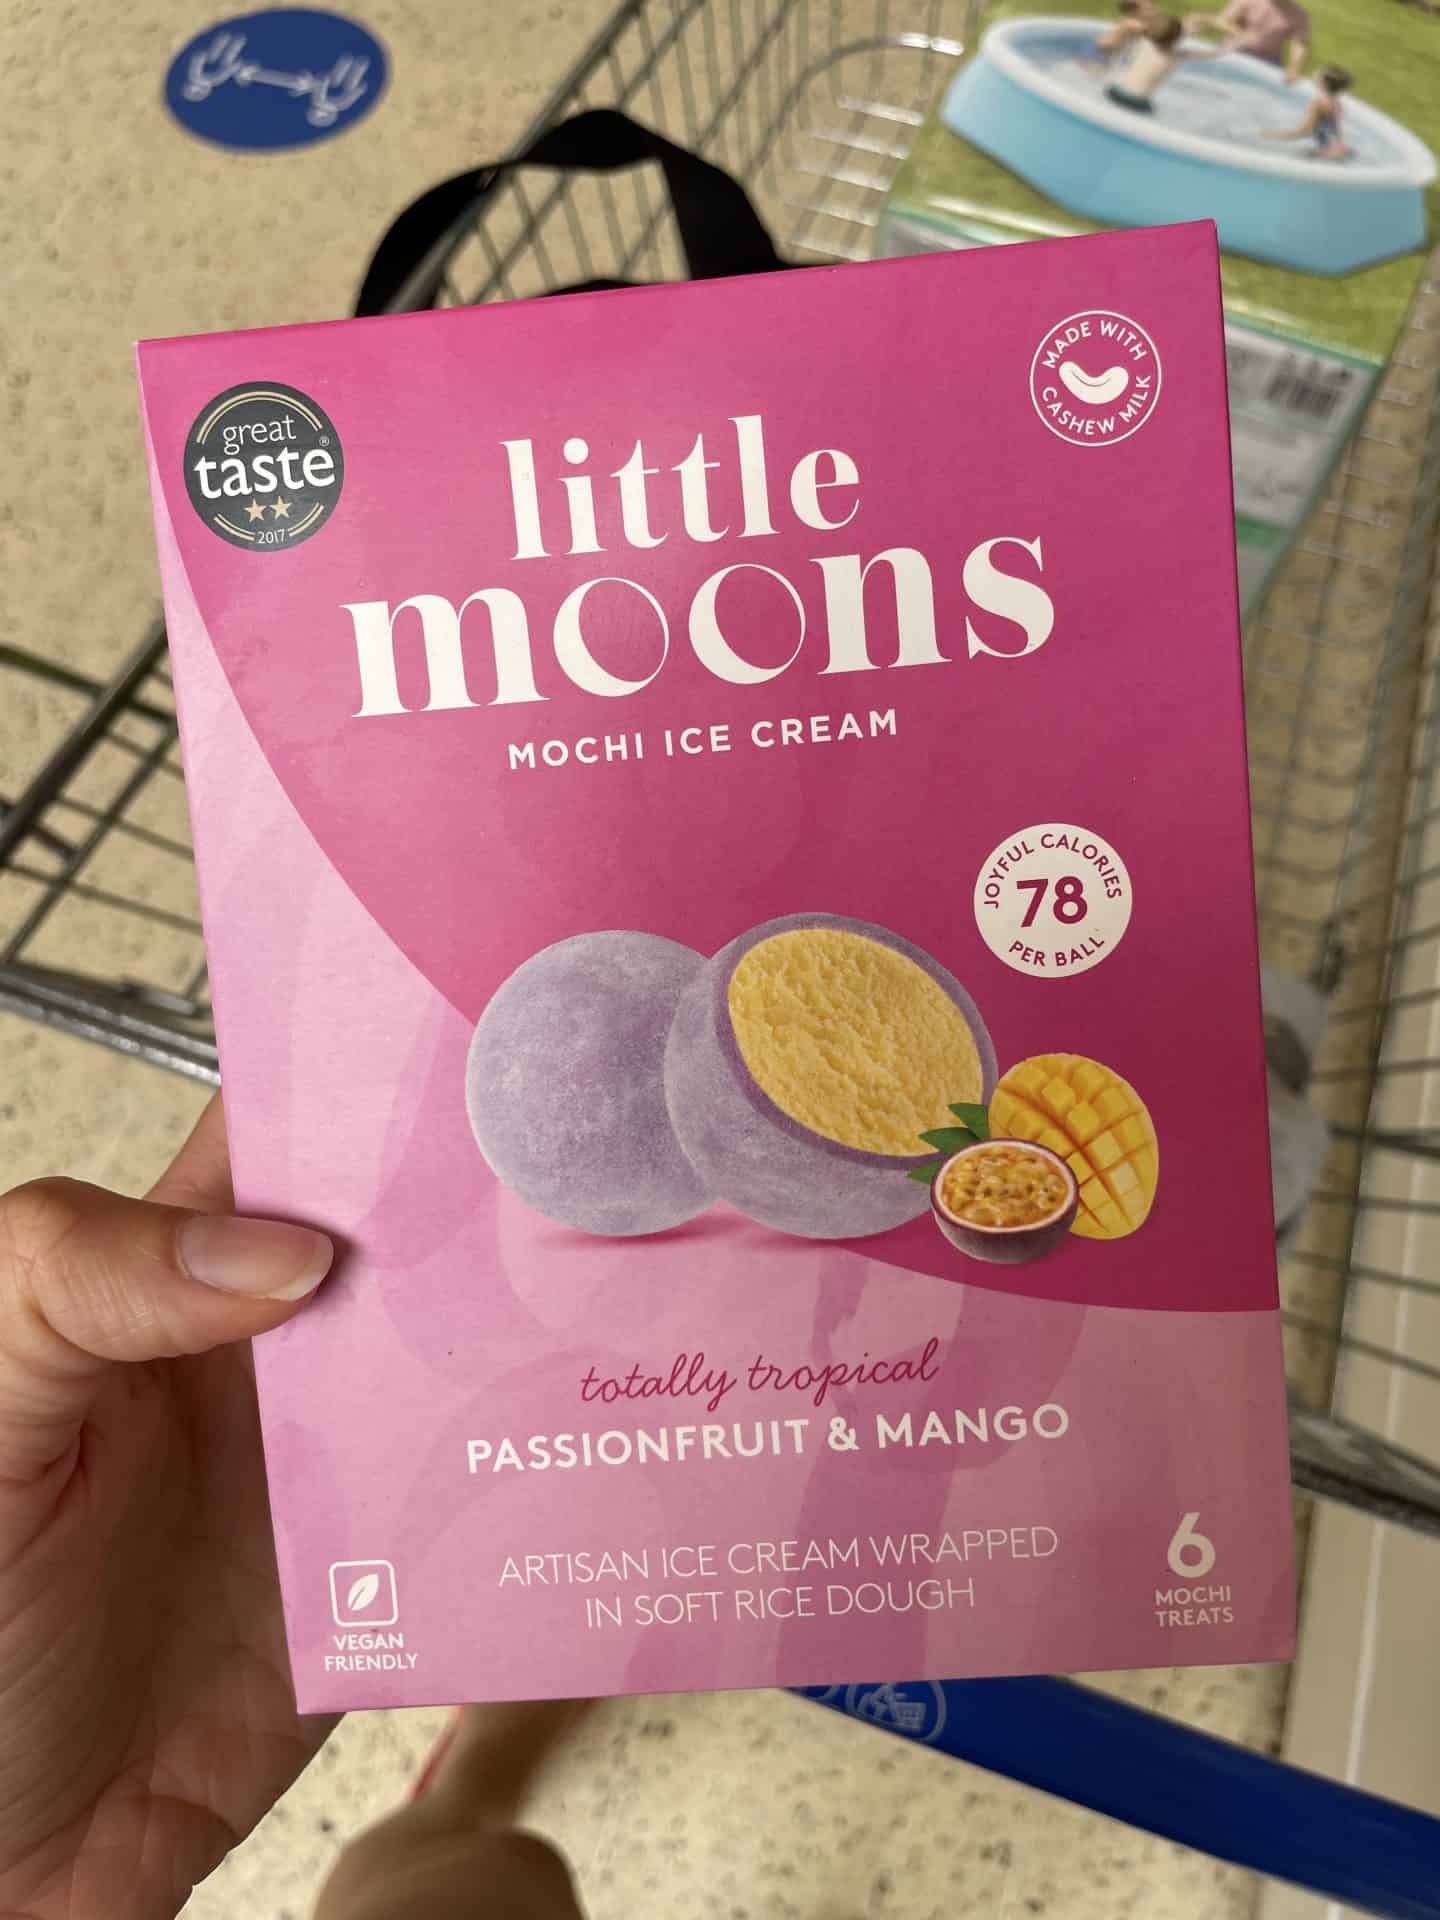 great
taste®
2017
MADE WITH
CASHEW MILK
little
moons
MOCHI ICE CREAM
JOYFUL CALORIES
78
PER BALL
totally tropical
PASSIONFRUIT & MANGO
ARTISAN ICE CREAM WRAPPED
IN SOFT RICE DOUGH
VEGAN
FRIENDLY
6
MOCHI
TREATS